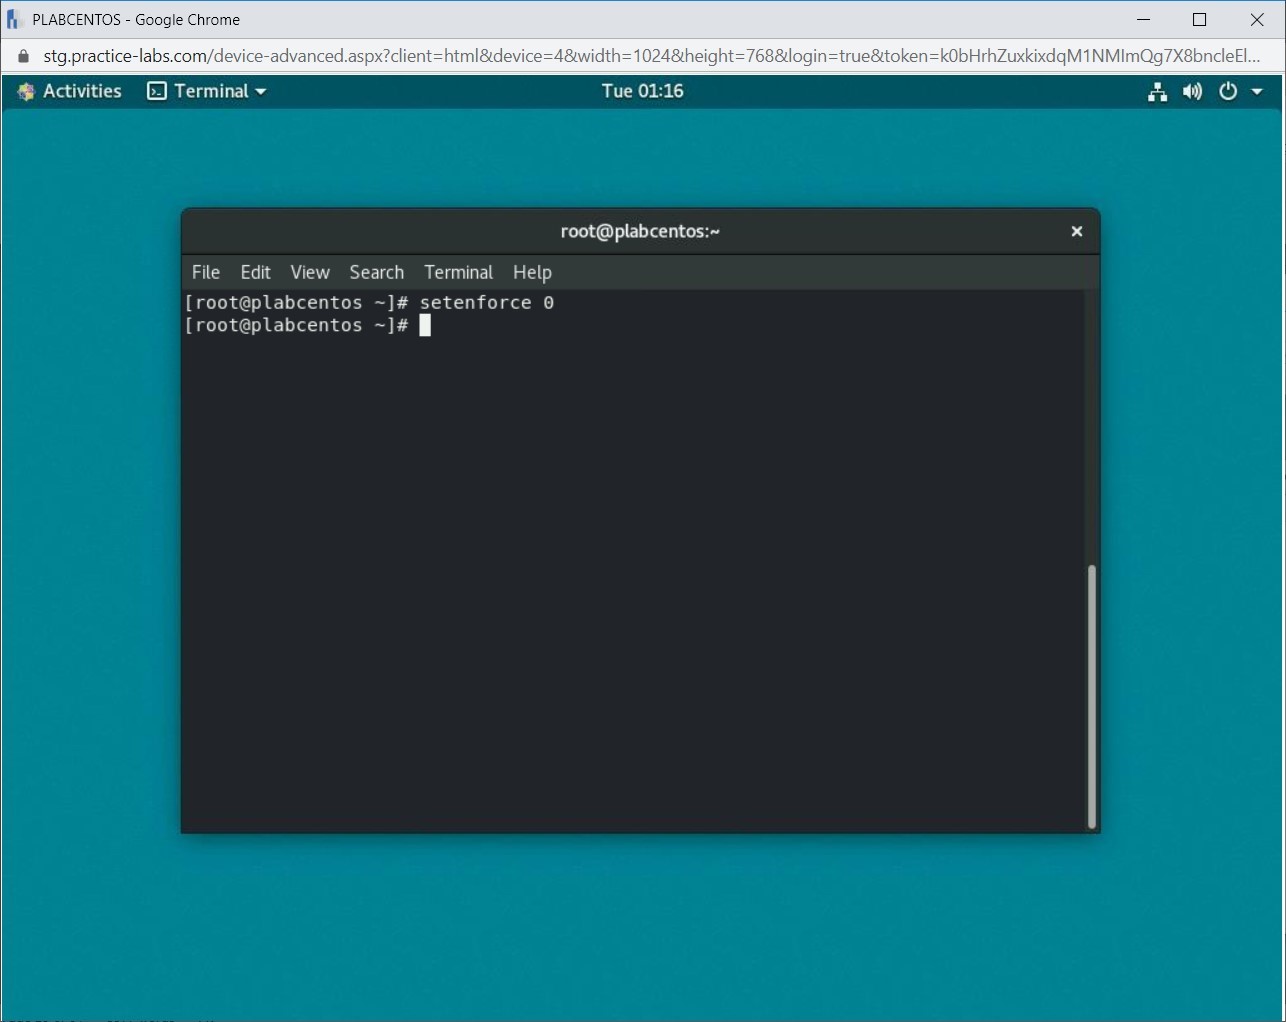 PLABCENTOS - Google Chrome
stg.practice-labs.com/device-advanced.aspx?client=html&device=4&width=1024&height=768&login=true&token=k0bHrhZuxkixdqM1NMImQg7X8bncleEl...
Activities Terminal Tue 01:16
root@plabcentos:~
File Edit View Search Terminal Help
[root@plabcentos ~]# setenforce 0
[root@plabcentos ~]#